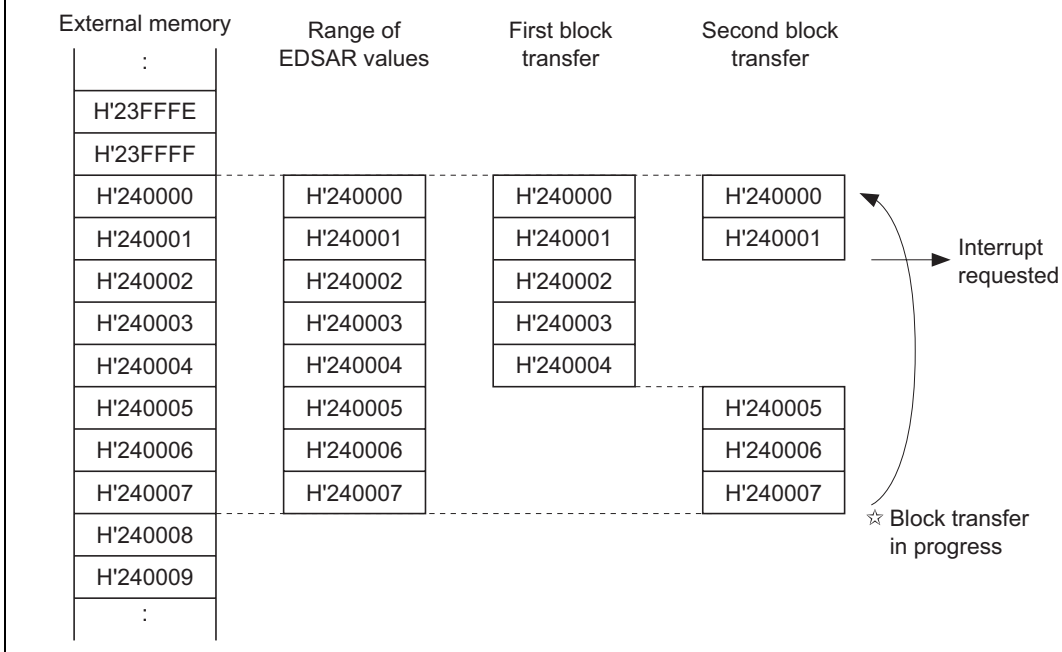 External memory
Range of
EDSAR values
First block
transfer
Second block
transfer
:
H'23FFFE
H'23FFFF
H'240000 H'240000 H'240000 H'240000
H'240001 H'240001 H'240001 H'240001
Interrupt
requested
H'240002 H'240002 H'240002
H'240003 H'240003 H'240003
H'240004 H'240004 H'240004
H'240005 H'240005 H'240005
H'240006 H'240006 H'240006
H'240007 H'240007 H'240007
☆ Block transfer
in progress
H'240008
H'240009
: